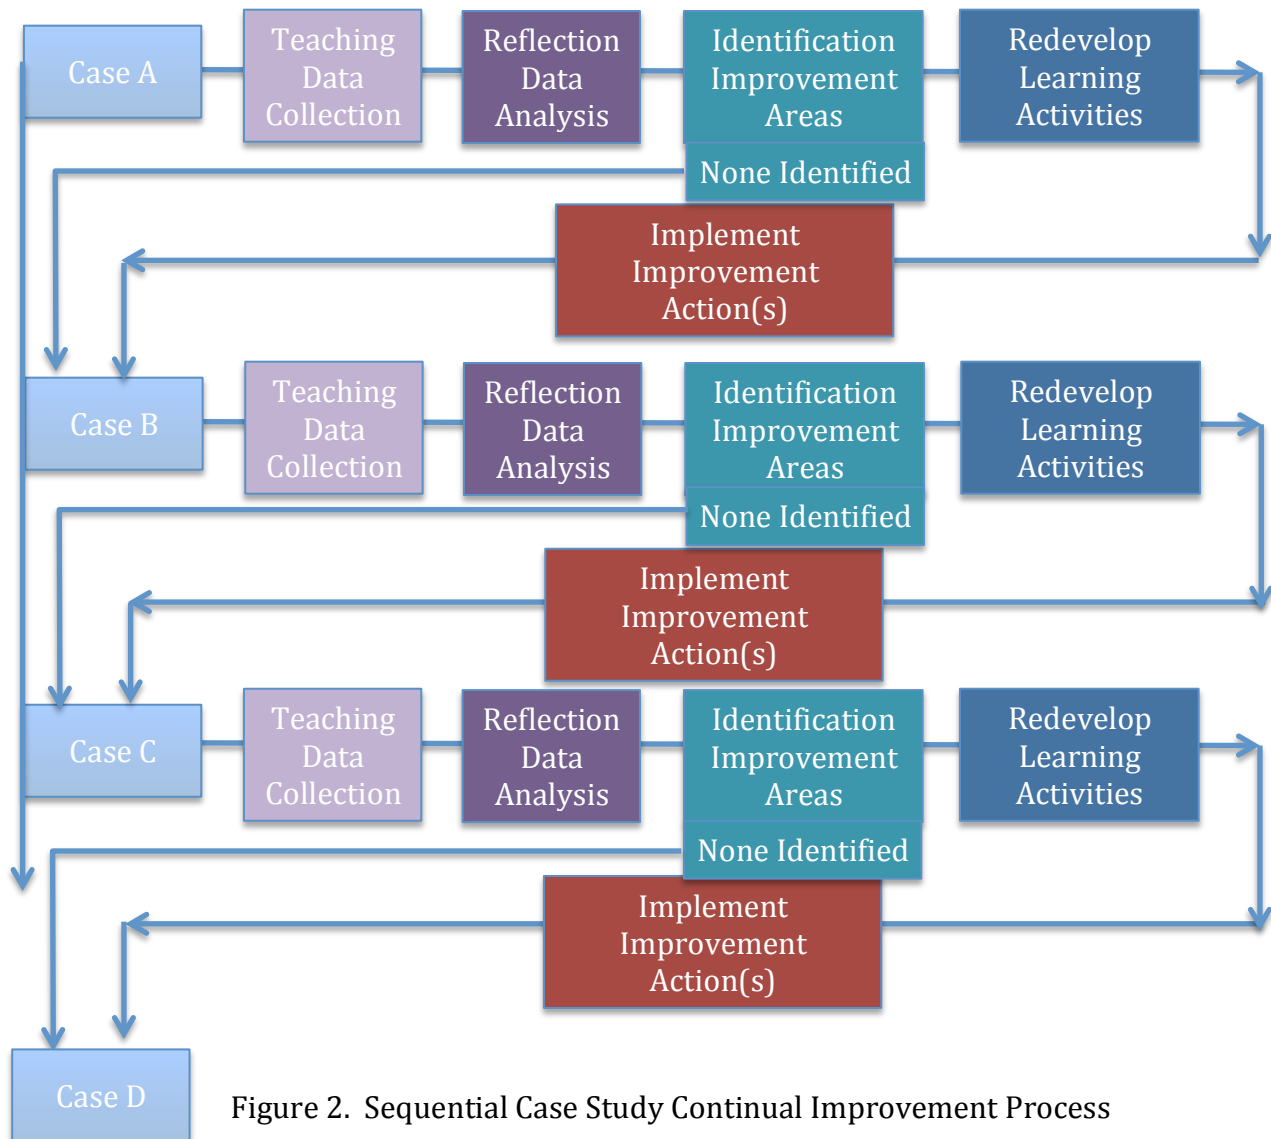 Case A
Teaching
Data
Collection
Reflection
Data
Analysis
Identification
Improvement
Areas
Redevelop
Learning
Activities
None Identified
Implement
Improvement
Action(s)
Case B
Teaching
Data
Collection
Reflection
Data
Analysis
Identification
Improvement
Areas
Redevelop
Learning
Activities
None Identified
Implement
Improvement
Action(s)
Case C
Teaching
Data
Collection
Reflection
Data
Analysis
Identification
Improvement
Areas
Redevelop
Learning
Activities
None Identified
Implement
Improvement
Action(s)
Case D
Figure 2.  Sequential Case Study Continual Improvement Process